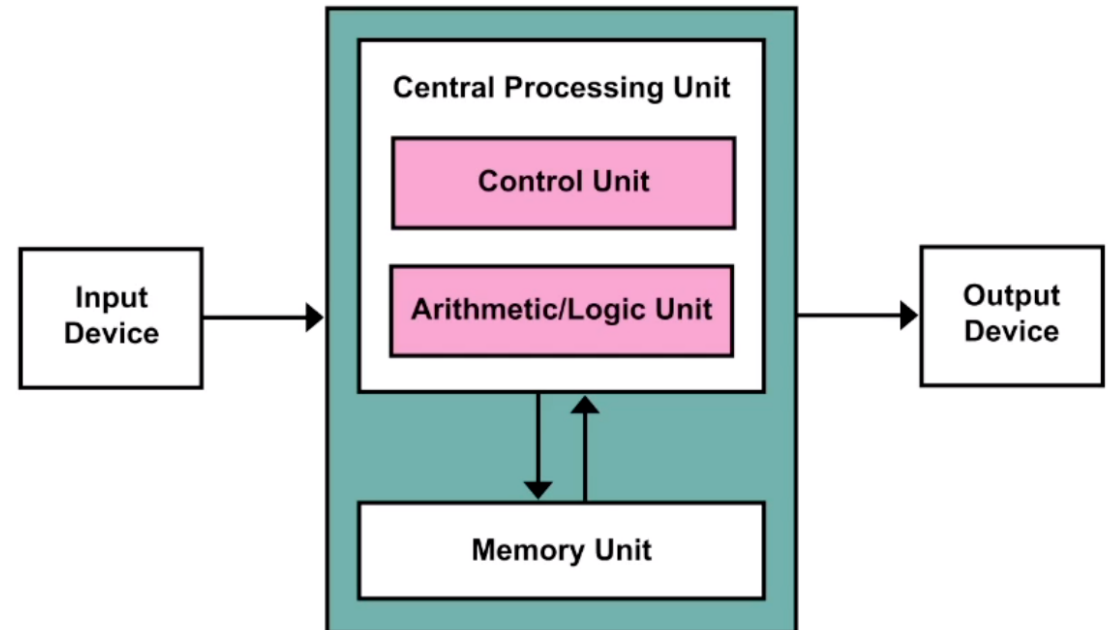 Central Processing Unit
Control Unit
Arithmetic/Logic Unit
Input
Device
Output
Device
Memory Unit